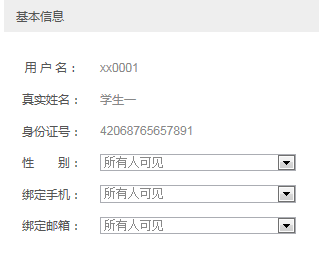 基本信息
用 户 名： xx0001
真实姓名： 学生一
身份证号： 42068765657891
性　　别： 所有人可见
绑定手机： 所有人可见
绑定邮箱： 所有人可见